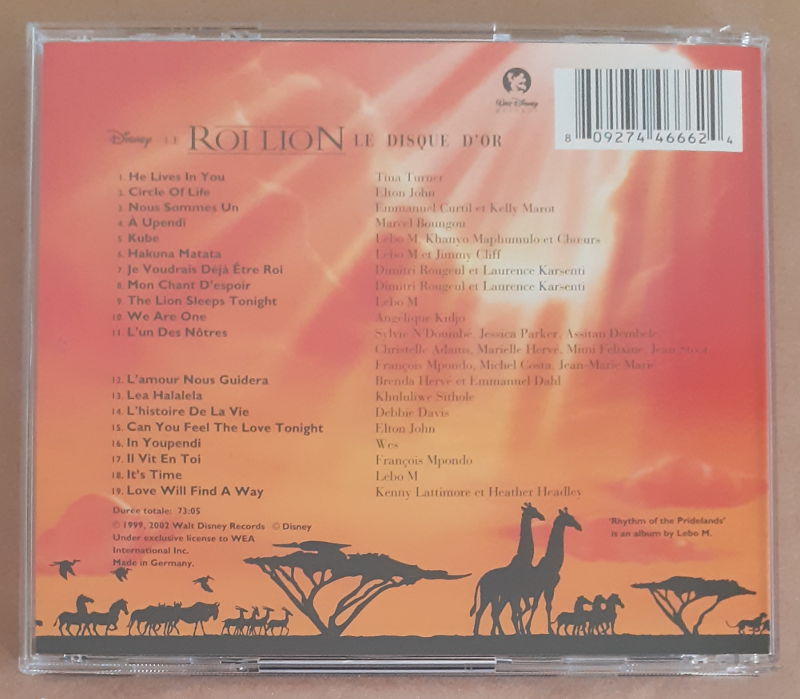 Walt Disney
RECORDS
Disney LE ROI LION LE DISQUE D'OR
8 09274 46662 4
1. He Lives In You Tina Turner
2. Circle Of Life Elton John
3. Nous Sommes Un Emmanuel Curtil et Kelly Marot
4. À Upendi Marcel Boungou
5. Kube Lebo M, Khanyo Maphumulo et Chœurs
6. Hakuna Matata Lebo M et Jimmy Cliff
7. Je Voudrais Déjà Être Roi Dimitri Rougeul et Laurence Karsenti
8. Mon Chant D'espoir Dimitri Rougeul et Laurence Karsenti
9. The Lion Sleeps Tonight Lebo M
10. We Are One Angélique Kidjo
11. L'un Des Nôtres Sylvie N'Doumbé, Jessica Parker, Assitan Dembele,
Christelle Adams, Marielle Hervé, Mimi Felixine, Jean
François Mpondo, Michel Costa, Jean-Marie Marie
12. L'amour Nous Guidera Brenda Hervé et Emmanuel Dahl
13. Lea Halalela Khululiwe Sithole
14. L'histoire De La Vie Debbie Davis
15. Can You Feel The Love Tonight Elton John
16. In Youpendi Wes
17. Il Vit En Toi François Mpondo
18. It's Time Lebo M
19. Love Will Find A Way Kenny Lattimore et Heather Headley
Durée totale: 73:05
© 1999, 2002 Walt Disney Records © Disney
Under exclusive license to WEA
International Inc.
Made in Germany.
'Rhythm of the Pridelands'
is an album by Lebo M.